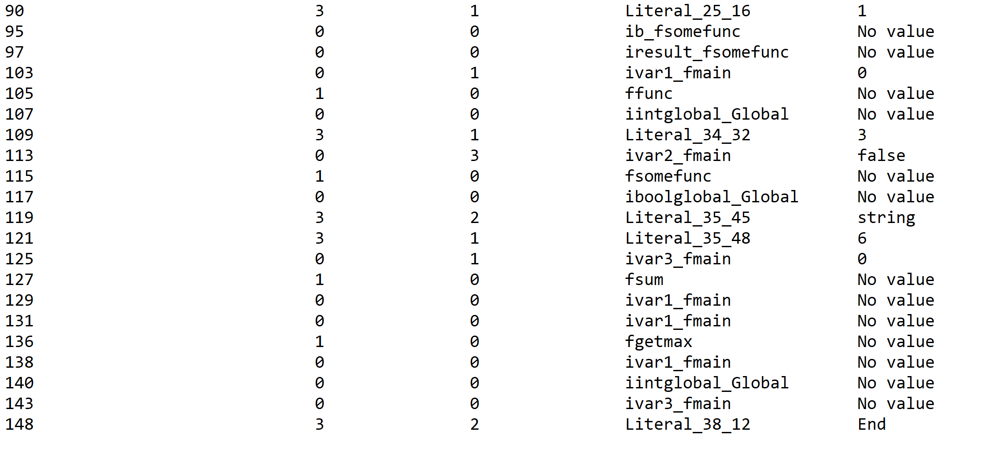 90 3 1 Literal_25_16 1
95 0 0 ib_fsomefunc No value
97 0 0 iresult_fsomefunc No value
103 0 1 ivar1_fmain 0
105 1 0 ffunc No value
107 0 0 iintglobal_Global No value
109 3 1 Literal_34_32 3
113 0 3 ivar2_fmain false
115 1 0 fsomefunc No value
117 0 0 iboolglobal_Global No value
119 3 2 Literal_35_45 string
121 3 1 Literal_35_48 6
125 0 1 ivar3_fmain 0
127 1 0 fsum No value
129 0 0 ivar1_fmain No value
131 0 0 ivar1_fmain No value
136 1 0 fgetmax No value
138 0 0 ivar1_fmain No value
140 0 0 iintglobal_Global No value
143 0 0 ivar3_fmain No value
148 3 2 Literal_38_12 End